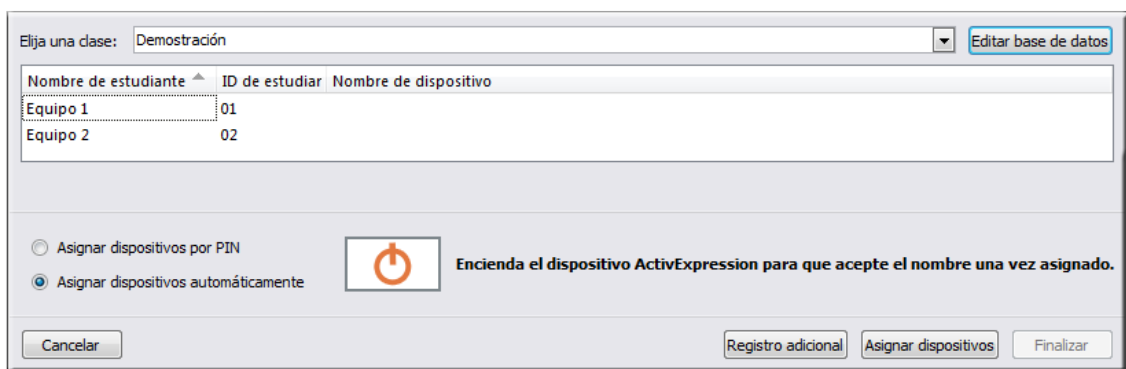 Elija una clase: Demostración Editar base de datos
Nombre de estudiante ID de estudiar Nombre de dispositivo
Equipo 1 01
Equipo 2 02
Asignar dispositivos por PIN
Encienda el dispositivo ActivExpression para que acepte el nombre una vez asignado.
Asignar dispositivos automáticamente
Cancelar Registro adicional Asignar dispositivos Finalizar